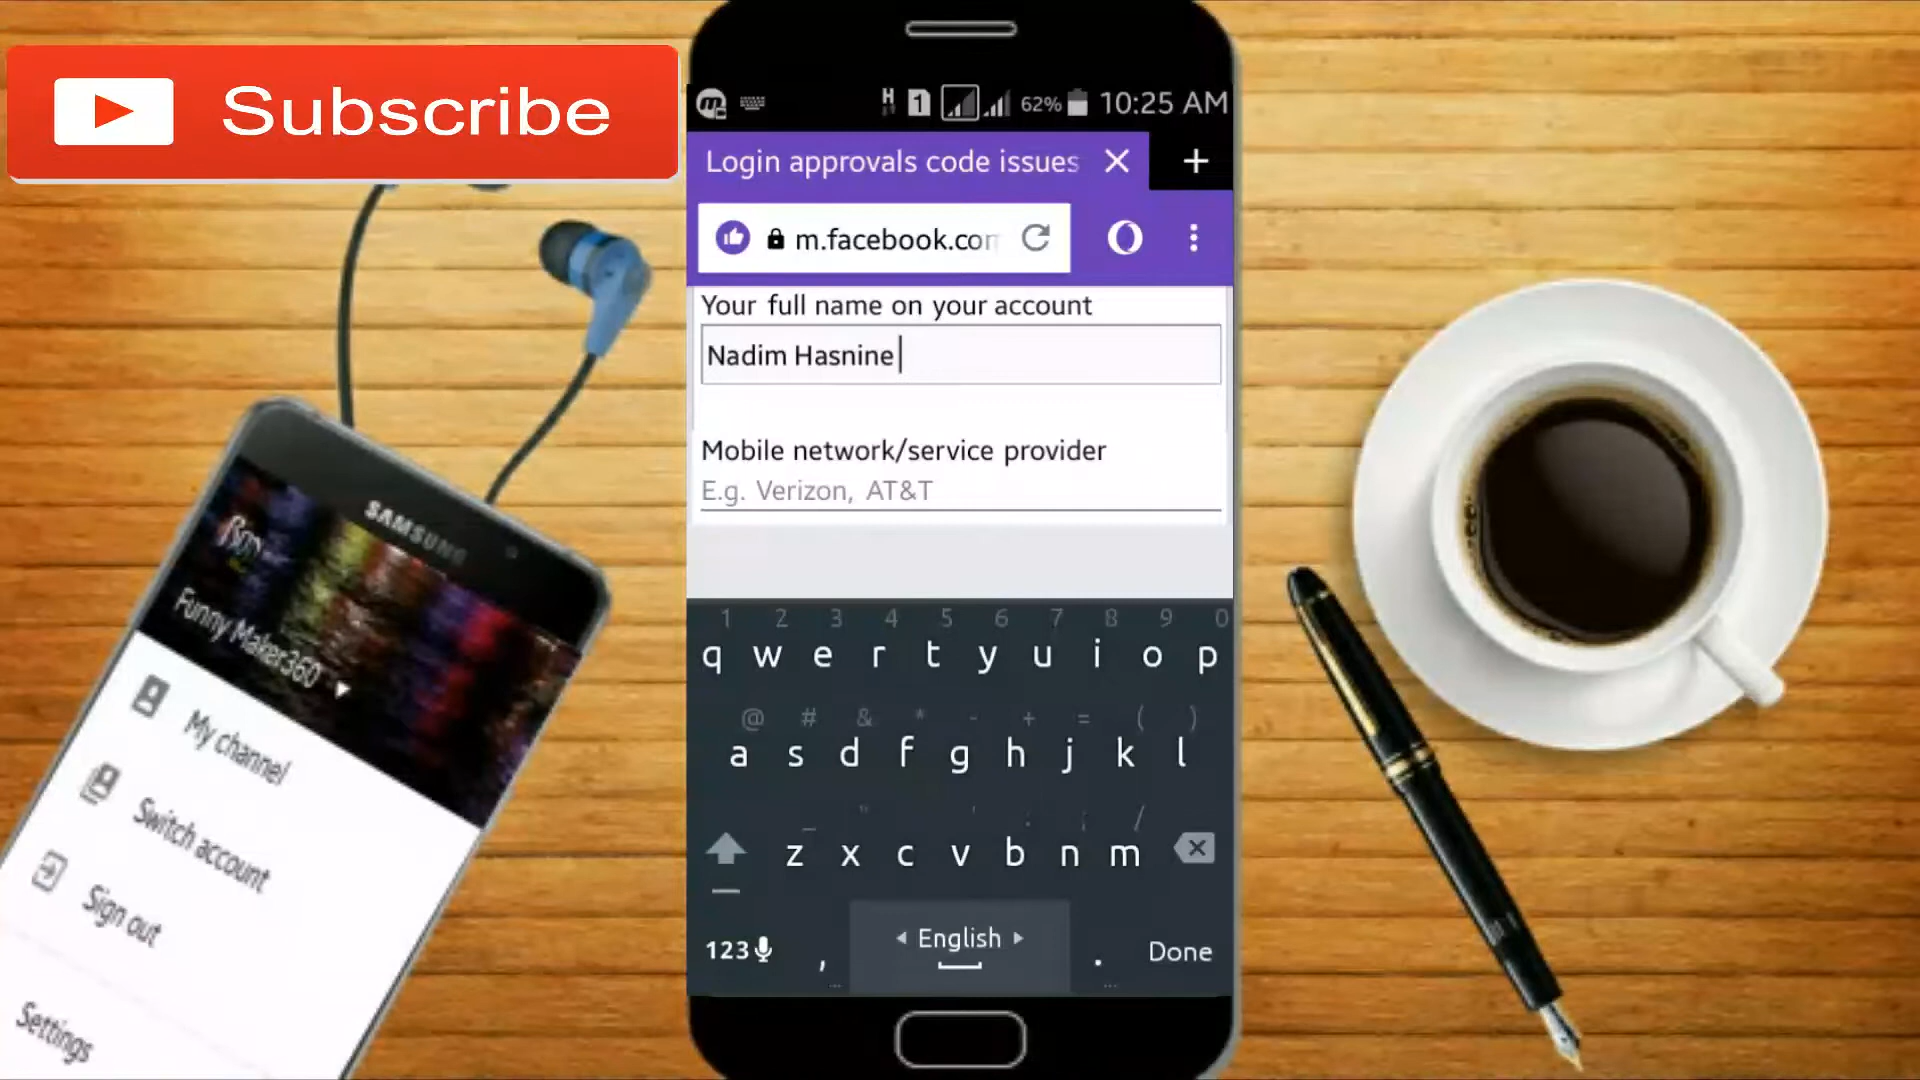 Subscribe
62% 10:25 AM
Login approvals code issues
m.facebook.com
Your full name on your account
Nadim Hasnine
Mobile network/service provider
E.g. Verizon, AT&T
1 2 3 4 5 6 7 8 9 0
q w e r t y u i o p
@ # & * - + = ( )
a s d f g h j k l
z x c v b n m
123 , English . Done
SAMSUNG
Funny Maker360
My channel
Switch account
Sign out
Settings